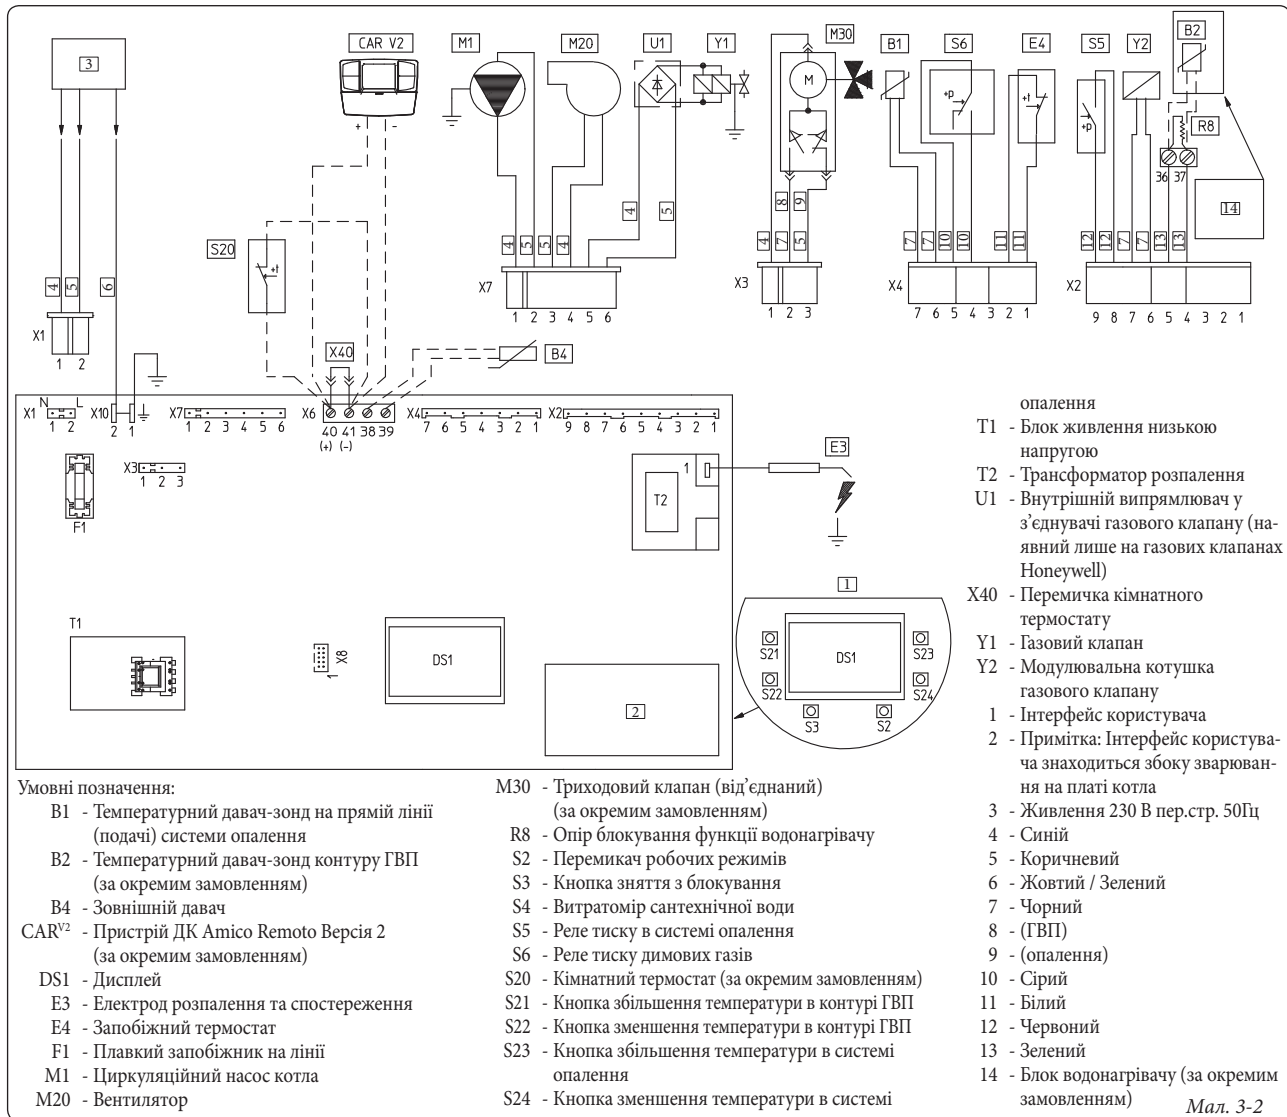 3
CAR V2
M1
M20
U1
Y1
M30
B1
S6
E4
S5
Y2
B2
M
+p
+t
+p
R8
36 37
14
+ -
S20
+t
4 5 6
4 5 5 4 4 5
8 9
4 7 5
7 7 10 10 11 11
12 12 7 7 13 13
X1
1 2
X7
1 2 3 4 5 6
X3
1 2 3
X4
7 6 5 4 3 2 1
X2
9 8 7 6 5 4 3 2 1
X40
B4
X1 N L
1 2
X10
2 1
X7
1 2 3 4 5 6
X6
40 41 38 39
(+) (-)
X4
7 6 5 4 3 2 1
X2
9 8 7 6 5 4 3 2 1
X3
1 2 3
F1
T2
1
E3
T1
X8
1
DS1
2
1
S21
S22
S3
DS1
S23
S24
S2
Умовні позначення:
B1 - Температурний давач-зонд на прямій лінії
(подачі) системи опалення
B2 - Температурний давач-зонд контуру ГВП
(за окремим замовленням)
B4 - Зовнішній давач
CAR V2 - Пристрій ДК Amico Remoto Версія 2
(за окремим замовленням)
DS1 - Дисплей
E3 - Електрод розпалення та спостереження
E4 - Запобіжний термостат
F1 - Плавкий запобіжник на лінії
M1 - Циркуляційний насос котла
M20 - Вентилятор
M30 - Триходовий клапан (від’єднаний)
(за окремим замовленням)
R8 - Опір блокування функції водонагрівачу
S2 - Перемикач робочих режимів
S3 - Кнопка зняття з блокування
S4 - Витратомір сантехнічної води
S5 - Реле тиску в системі опалення
S6 - Реле тиску димових газів
S20 - Кімнатний термостат (за окремим замовленням)
S21 - Кнопка збільшення температури в контурі ГВП
S22 - Кнопка зменшення температури в контурі ГВП
S23 - Кнопка збільшення температури в системі
опалення
S24 - Кнопка зменшення температури в системі
опалення
T1 - Блок живлення низькою
напругою
T2 - Трансформатор розпалення
U1 - Внутрішній випрямлювач у
з’єднувачі газового клапану (на-
явний лише на газових клапанах
Honeywell)
X40 - Перемичка кімнатного
термостату
Y1 - Газовий клапан
Y2 - Модулювальна котушка
газового клапану
1 - Інтерфейс користувача
2 - Примітка: Інтерфейс користува-
ча знаходиться збоку зварюван-
ня на платі котла
3 - Живлення 230 В пер.стр. 50Гц
4 - Синій
5 - Коричневий
6 - Жовтий / Зелений
7 - Чорний
8 - (ГВП)
9 - (опалення)
10 - Сірий
11 - Білий
12 - Червоний
13 - Зелений
14 - Блок водонагрівачу (за окремим
замовленням)
Мал. 3-2